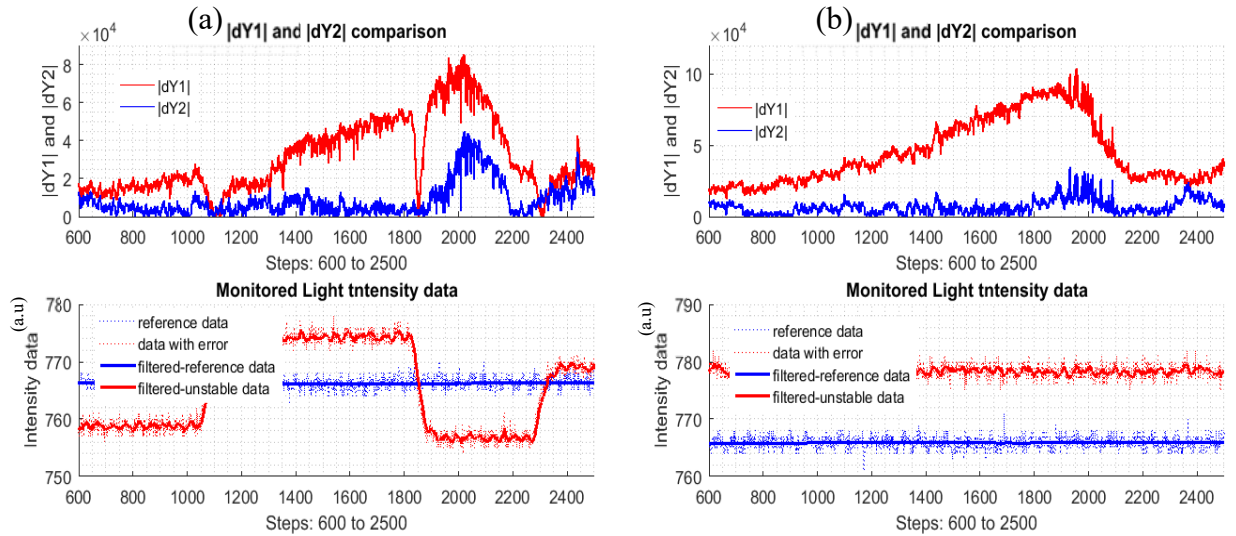 (a)
|dY1| and |dY2| comparison
×10⁴
|dY1| and |dY2|
8
6
4
2
0
|dY1|
|dY2|
600 800 1000 1200 1400 1600 1800 2000 2200 2400
Steps: 600 to 2500
Monitored Light tntensity data
(a.u)
Intensity data
780
770
760
750
reference data
data with error
filtered-reference data
filtered-unstable data
600 800 1000 1200 1400 1600 1800 2000 2200 2400
Steps: 600 to 2500
(b)
|dY1| and |dY2| comparison
×10⁴
|dY1| and |dY2|
10
5
0
|dY1|
|dY2|
600 800 1000 1200 1400 1600 1800 2000 2200 2400
Steps: 600 to 2500
Monitored Light tntensity data
(a.u)
Intensity data
790
780
770
760
reference data
data with error
filtered-reference data
filtered-unstable data
600 800 1000 1200 1400 1600 1800 2000 2200 2400
Steps: 600 to 2500